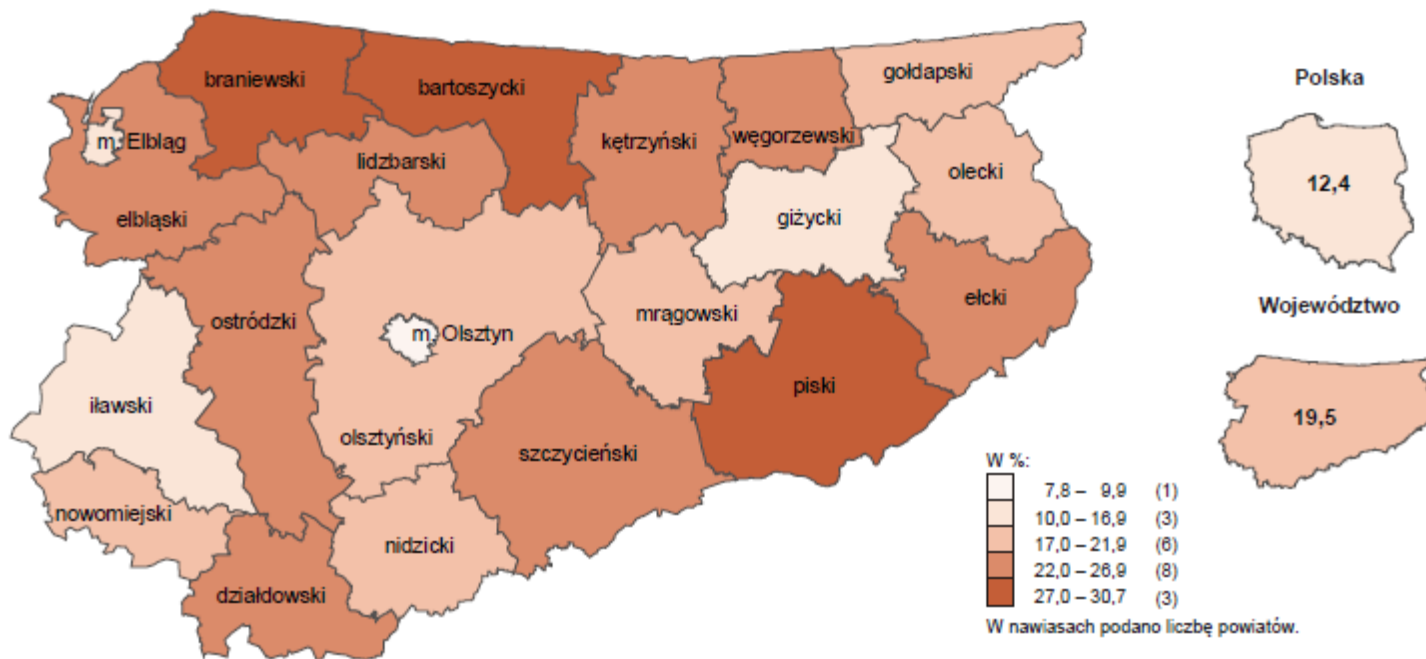 braniewski
bartoszycki
gołdapski
Polska
m. Elbląg
kętrzyński
węgorzewski
lidzbarski
olecki
12,4
elbląski
giżycki
ełcki
Województwo
ostródzki
mrągowski
m. Olsztyn
piski
iławski
19,5
olsztyński
szczycieński
W %:
7,8 – 9,9 (1)
10,0 – 16,9 (3)
17,0 – 21,9 (6)
22,0 – 26,9 (8)
27,0 – 30,7 (3)
nowomiejski
nidzicki
działdowski
W nawiasach podano liczbę powiatów.